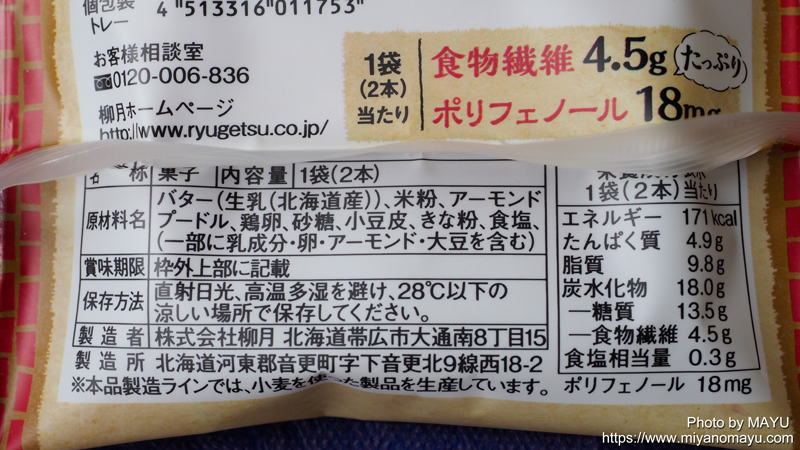 個包装
トレー
4 "513316"011753"
お客様相談室
0120-006-836
柳月ホームページ
http://www.ryugetsu.co.jp/
1袋
(2本)
当たり
食物繊維 4.5g たっぷり
ポリフェノール 18mg
名 称 菓子 内容量 1袋(2本)
原材料名
バター(生乳(北海道産))、米粉、アーモンド
プードル、鶏卵、砂糖、小豆皮、きな粉、食塩、
(一部に乳成分・卵・アーモンド・大豆を含む)
賞味期限 枠外上部に記載
保存方法
直射日光、高温多湿を避け、28℃以下の
涼しい場所で保存してください。
製造者 株式会社柳月 北海道帯広市大通南8丁目15
製造所 北海道河東郡音更町字下音更北9線西18-2
※本品製造ラインでは、小麦を使った製品を生産しています。
1袋(2本)当たり
エネルギー 171kcal
たんぱく質 4.9g
脂質 9.8g
炭水化物 18.0g
―糖質 13.5g
―食物繊維 4.5g
食塩相当量 0.3g
ポリフェノール 18mg
Photo by MAYU
https://www.miyanomayu.com/